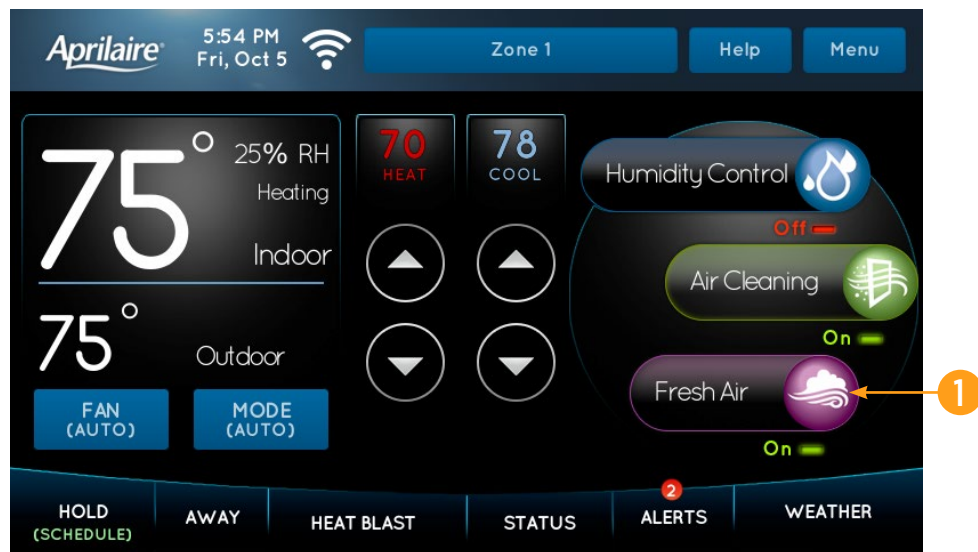 Aprilaire
5:54 PM
Fri, Oct 5
Zone 1
Help
Menu
75°
25% RH
Heating
Indoor
75°
Outdoor
FAN
(AUTO)
MODE
(AUTO)
70
HEAT
78
COOL
Humidity Control
Off
Air Cleaning
On
Fresh Air
On
1
HOLD
(SCHEDULE)
AWAY
HEAT BLAST
STATUS
2
ALERTS
WEATHER